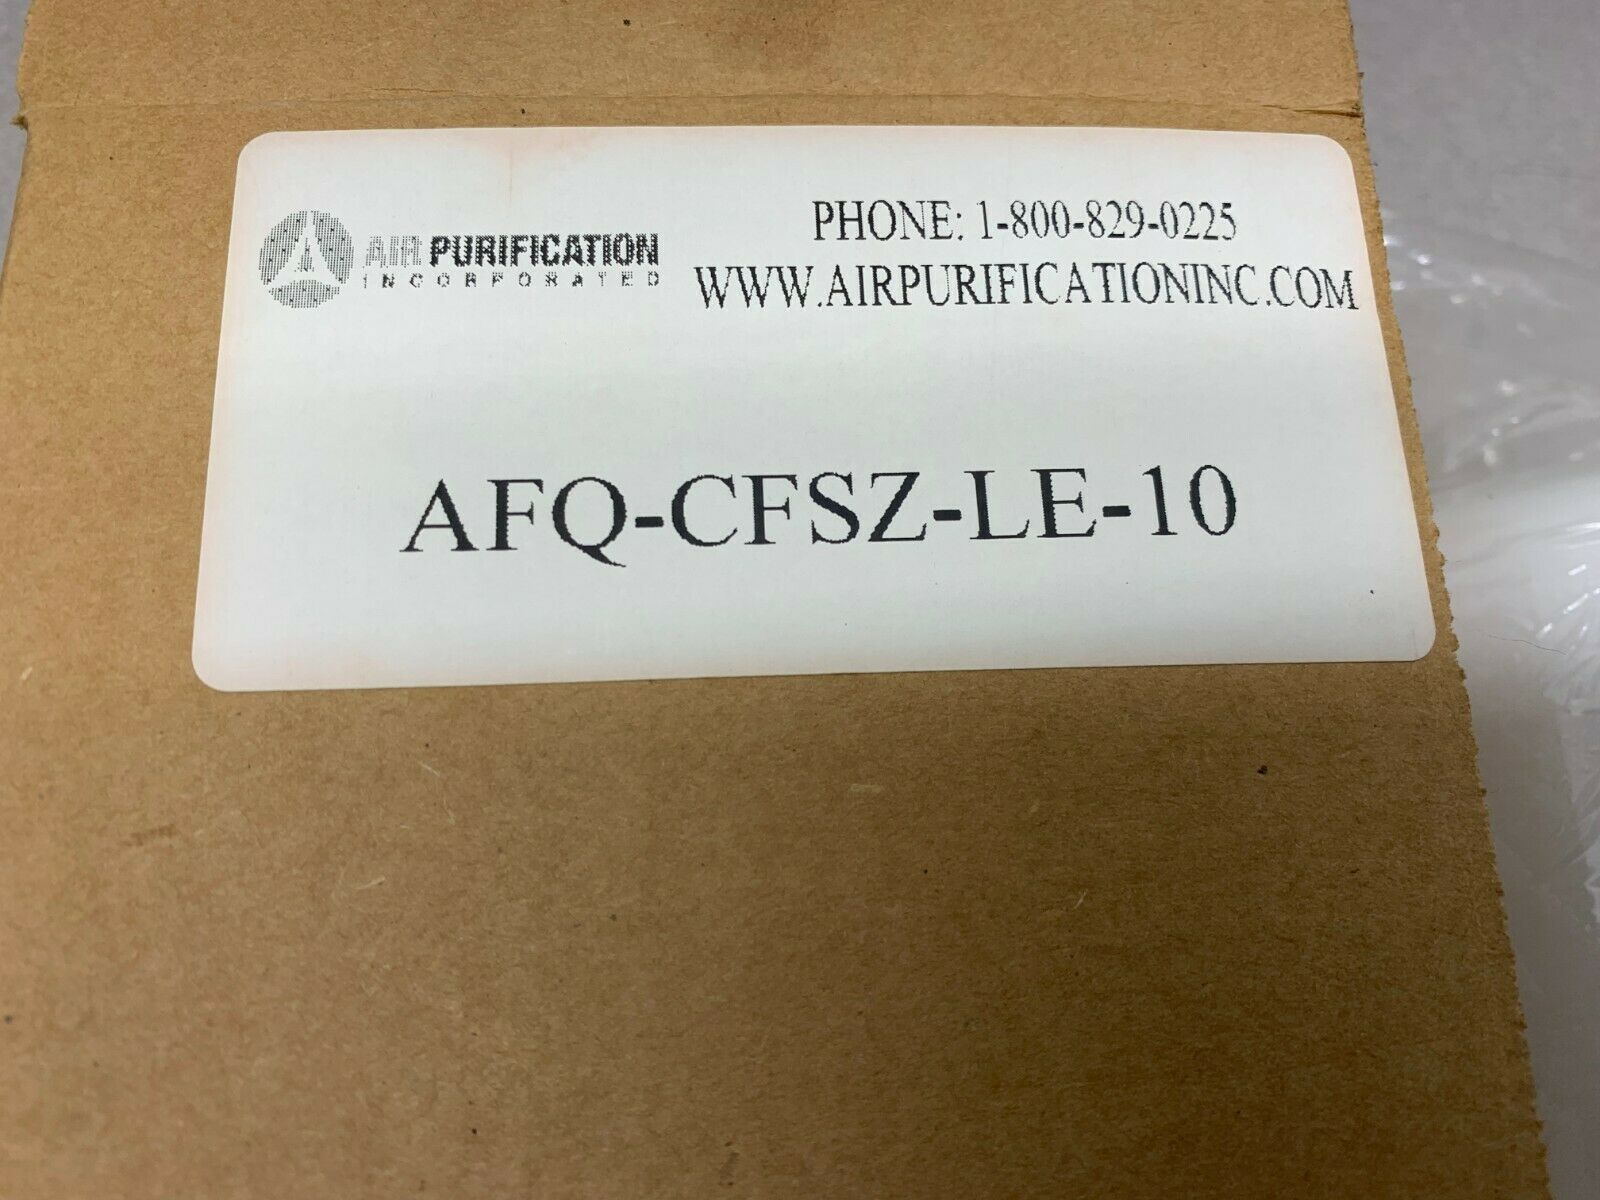 AIR PURIFICATION
INCORPORATED
PHONE: 1-800-829-0225
WWW.AIRPURIFICATIONINC.COM
AFQ-CFSZ-LE-10